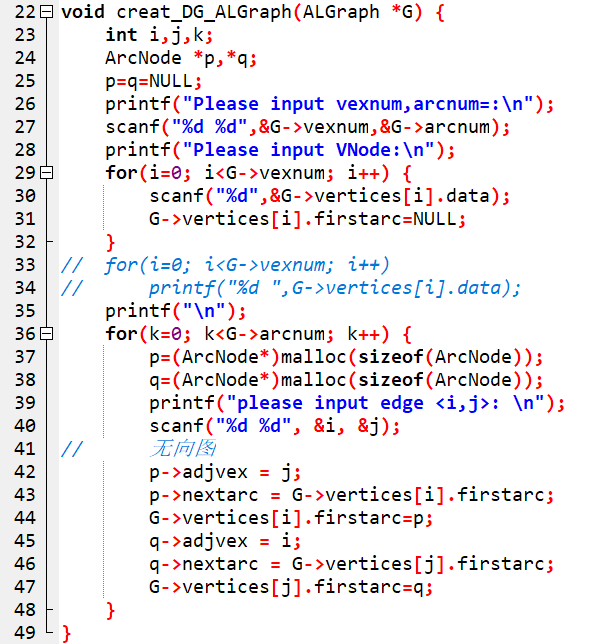 22 void creat_DG_ALGraph(ALGraph *G) {
23     int i,j,k;
24     ArcNode *p,*q;
25     p=q=NULL;
26     printf("Please input vexnum,arcnum=:\n");
27     scanf("%d %d",&G->vexnum,&G->arcnum);
28     printf("Please input VNode:\n");
29     for(i=0; i<G->vexnum; i++) {
30         scanf("%d",&G->vertices[i].data);
31         G->vertices[i].firstarc=NULL;
32     }
33 //  for(i=0; i<G->vexnum; i++)
34 //      printf("%d ",G->vertices[i].data);
35     printf("\n");
36     for(k=0; k<G->arcnum; k++) {
37         p=(ArcNode*)malloc(sizeof(ArcNode));
38         q=(ArcNode*)malloc(sizeof(ArcNode));
39         printf("please input edge <i,j>: \n");
40         scanf("%d %d", &i, &j);
41 //      无向图
42         p->adjvex = j;
43         p->nextarc = G->vertices[i].firstarc;
44         G->vertices[i].firstarc=p;
45         q->adjvex = i;
46         q->nextarc = G->vertices[j].firstarc;
47         G->vertices[j].firstarc=q;
48     }
49 }